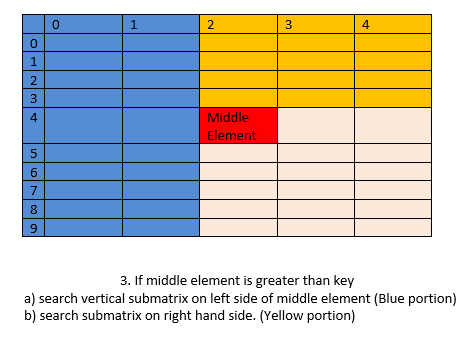 0 1 2 3 4
0
1
2
3
4 Middle
Element
5
6
7
8
9
3. If middle element is greater than key
a) search vertical submatrix on left side of middle element (Blue portion)
b) search submatrix on right hand side. (Yellow portion)